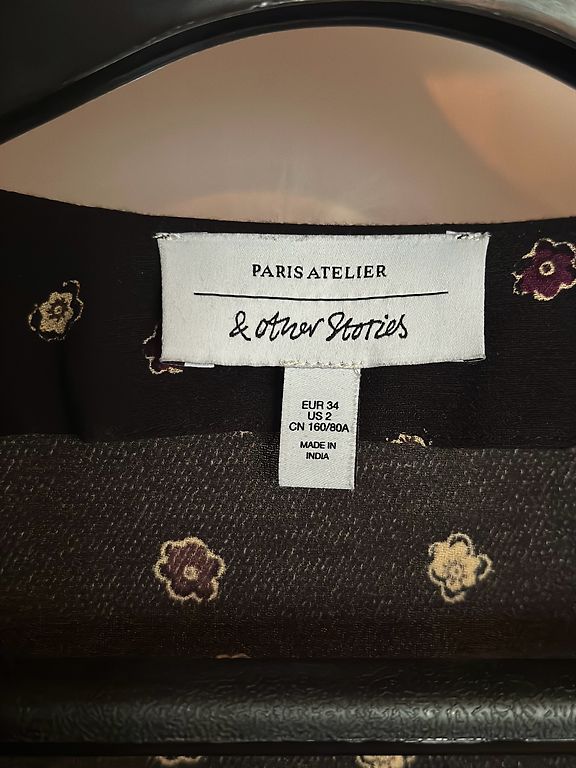 PARIS ATELIER
& other Stories
EUR 34
US 2
CN 160/80A
MADE IN
INDIA